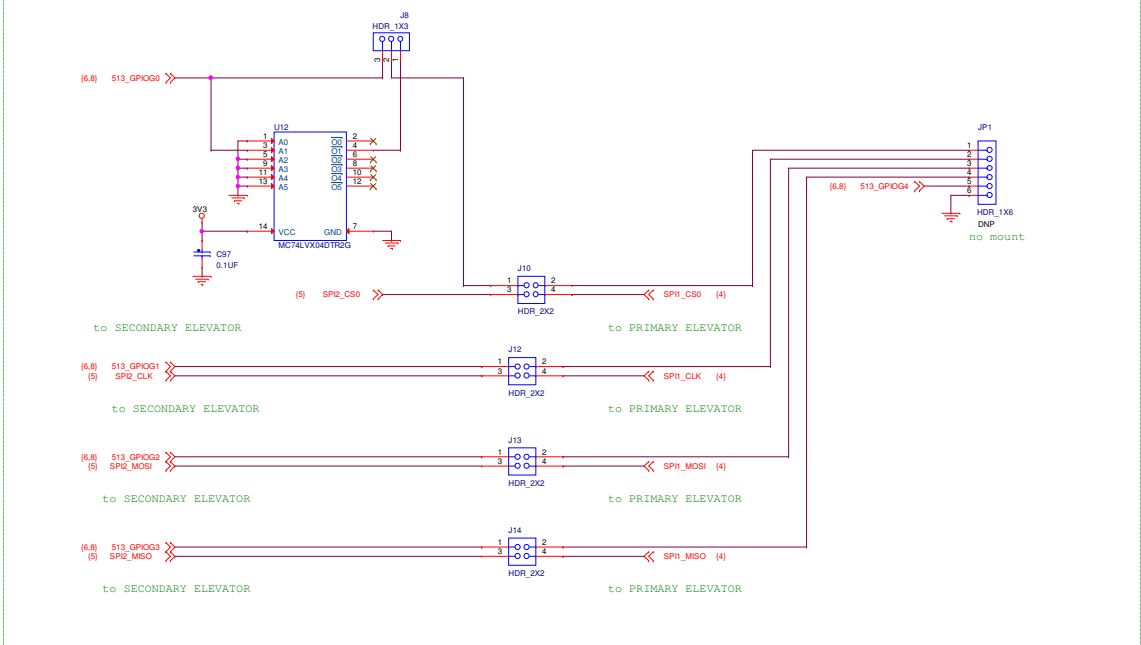 J8
HDR_1X3
3 2 1
{6,8} 513_GPIOG0
U12
1 A0 O0 2
3 A1 O1 4
5 A2 O2 6
9 A3 O3 8
11 A4 O4 10
13 A5 O5 12
14 VCC GND 7
MC74LVX04DTR2G
3V3
C97
0.1UF
JP1
1
2
3
4
5
6
{6,8} 513_GPIOG4
HDR_1X6
DNP
no mount
J10
1 2
3 4
HDR_2X2
{5} SPI2_CS0
SPI1_CS0 {4}
to SECONDARY ELEVATOR
to PRIMARY ELEVATOR
J12
{6,8} 513_GPIOG1 1 2
{5} SPI2_CLK 3 4 SPI1_CLK {4}
HDR_2X2
to SECONDARY ELEVATOR
to PRIMARY ELEVATOR
J13
{6,8} 513_GPIOG2 1 2
{5} SPI2_MOSI 3 4 SPI1_MOSI {4}
HDR_2X2
to SECONDARY ELEVATOR
to PRIMARY ELEVATOR
J14
{6,8} 513_GPIOG3 1 2
{5} SPI2_MISO 3 4 SPI1_MISO {4}
HDR_2X2
to SECONDARY ELEVATOR
to PRIMARY ELEVATOR